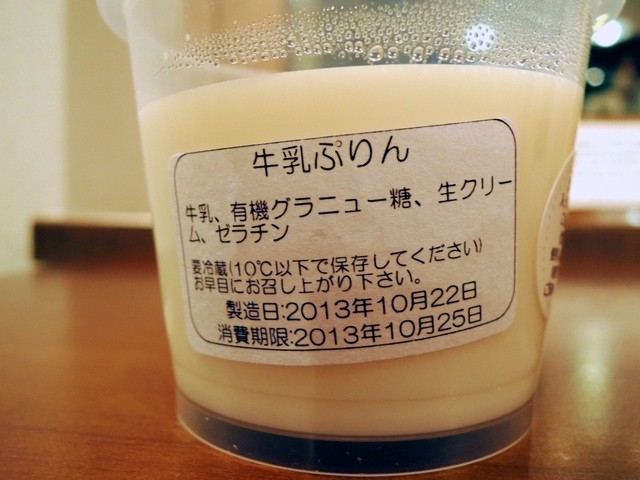 牛乳ぷりん
牛乳、有機グラニュー糖、生クリー
ム、ゼラチン
要冷蔵(10℃以下で保存してください)
お早目にお召し上がり下さい。
製造日:2013年10月22日
消費期限:2013年10月25日